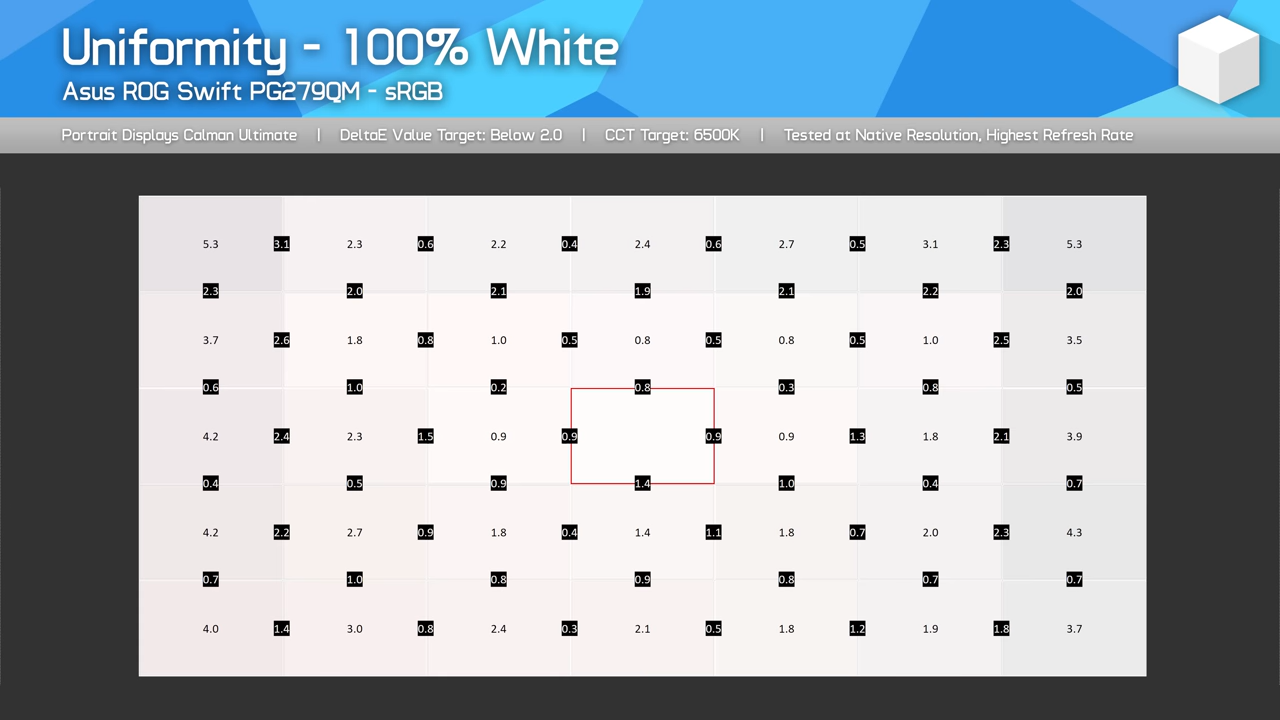 Uniformity - 100% White
Asus ROG Swift PG279QM - sRGB
Portrait Displays Calman Ultimate | DeltaE Value Target: Below 2.0 | CCT Target: 6500K | Tested at Native Resolution, Highest Refresh Rate
5.3 3.1 2.3 0.6 2.2 0.4 2.4 0.6 2.7 0.5 3.1 2.3 5.3
2.3 2.0 2.1 1.9 2.1 2.2 2.0
3.7 2.6 1.8 0.8 1.0 0.5 0.8 0.5 0.8 0.5 1.0 2.5 3.5
0.6 1.0 0.2 0.8 0.3 0.8 0.5
4.2 2.4 2.3 1.5 0.9 0.9 0.9 0.9 1.3 1.8 2.1 3.9
0.4 0.5 0.9 1.4 1.0 0.4 0.7
4.2 2.2 2.7 0.9 1.8 0.4 1.4 1.1 1.8 0.7 2.0 2.3 4.3
0.7 1.0 0.8 0.9 0.8 0.7 0.7
4.0 1.4 3.0 0.8 2.4 0.3 2.1 0.5 1.8 1.2 1.9 1.8 3.7